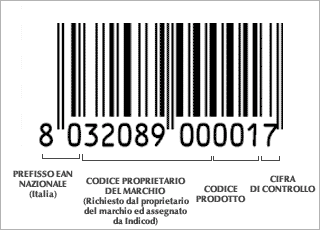 8 032089 000017
PREFISSO EAN
NAZIONALE
(Italia)
CODICE PROPRIETARIO
DEL MARCHIO
(Richiesto dal proprietario
del marchio ed assegnato
da Indicod)
CODICE
PRODOTTO
CIFRA
DI CONTROLLO